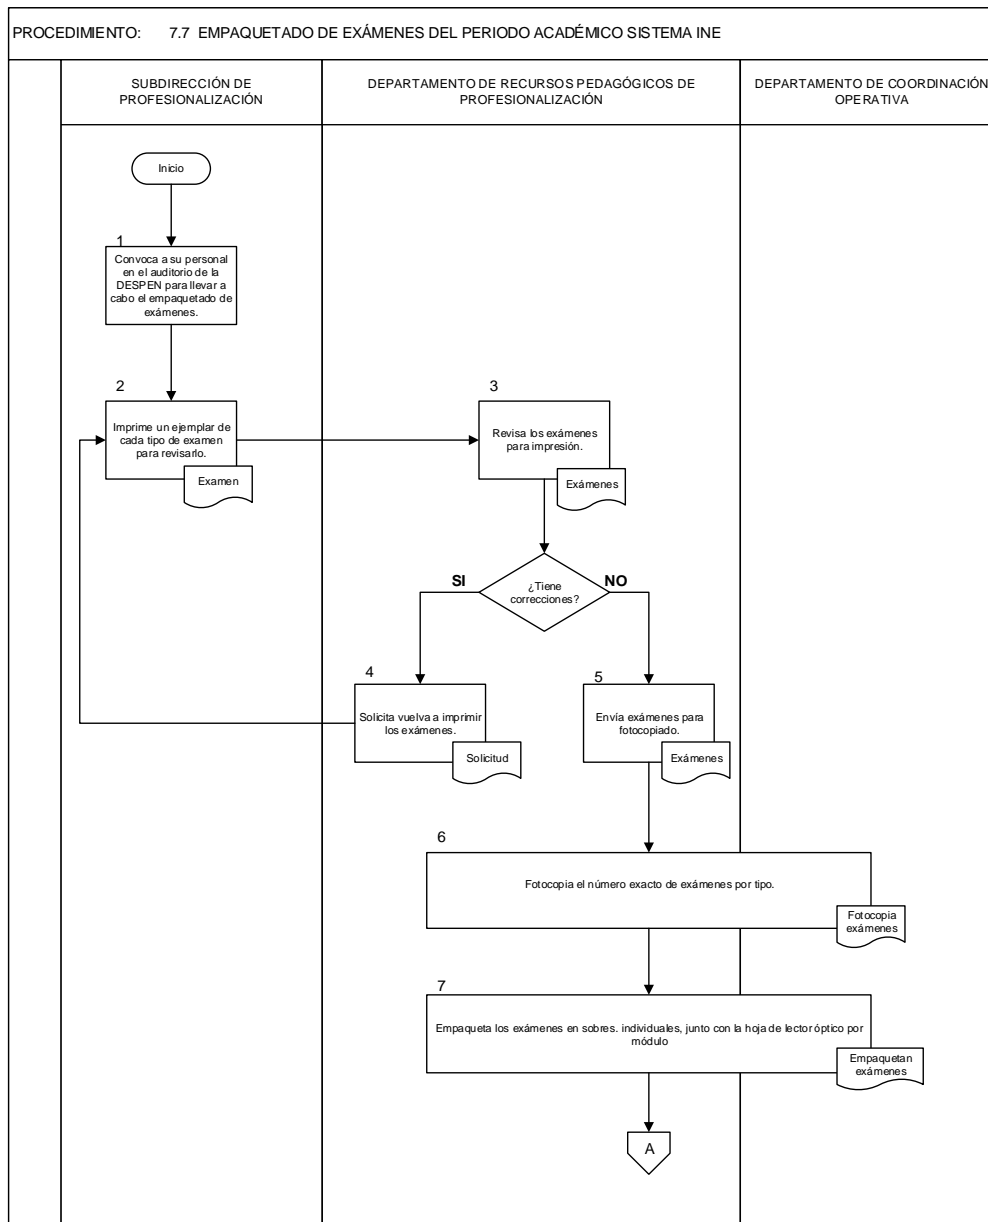 PROCEDIMIENTO: 7.7 EMPAQUETADO DE EXÁMENES DEL PERIODO ACADÉMICO SISTEMA INE
SUBDIRECCIÓN DE
PROFESIONALIZACIÓN
DEPARTAMENTO DE RECURSOS PEDAGÓGICOS DE
PROFESIONALIZACIÓN
DEPARTAMENTO DE COORDINACIÓN
OPERATIVA
Inicio
1
Convoca a su personal
en el auditorio de la
DESPEN para llevar a
cabo el empaquetado de
exámenes.
2
Imprime un ejemplar de
cada tipo de examen
para revisarlo.
Examen
3
Revisa los exámenes
para impresión.
Exámenes
¿Tiene
correcciones?
SI
NO
4
Solicita vuelva a imprimir
los exámenes.
Solicitud
5
Envía exámenes para
fotocopiado.
Exámenes
6
Fotocopia el número exacto de exámenes por tipo.
Fotocopia
exámenes
7
Empaqueta los exámenes en sobres. individuales, junto con la hoja de lector óptico por
módulo
Empaquetan
exámenes
A